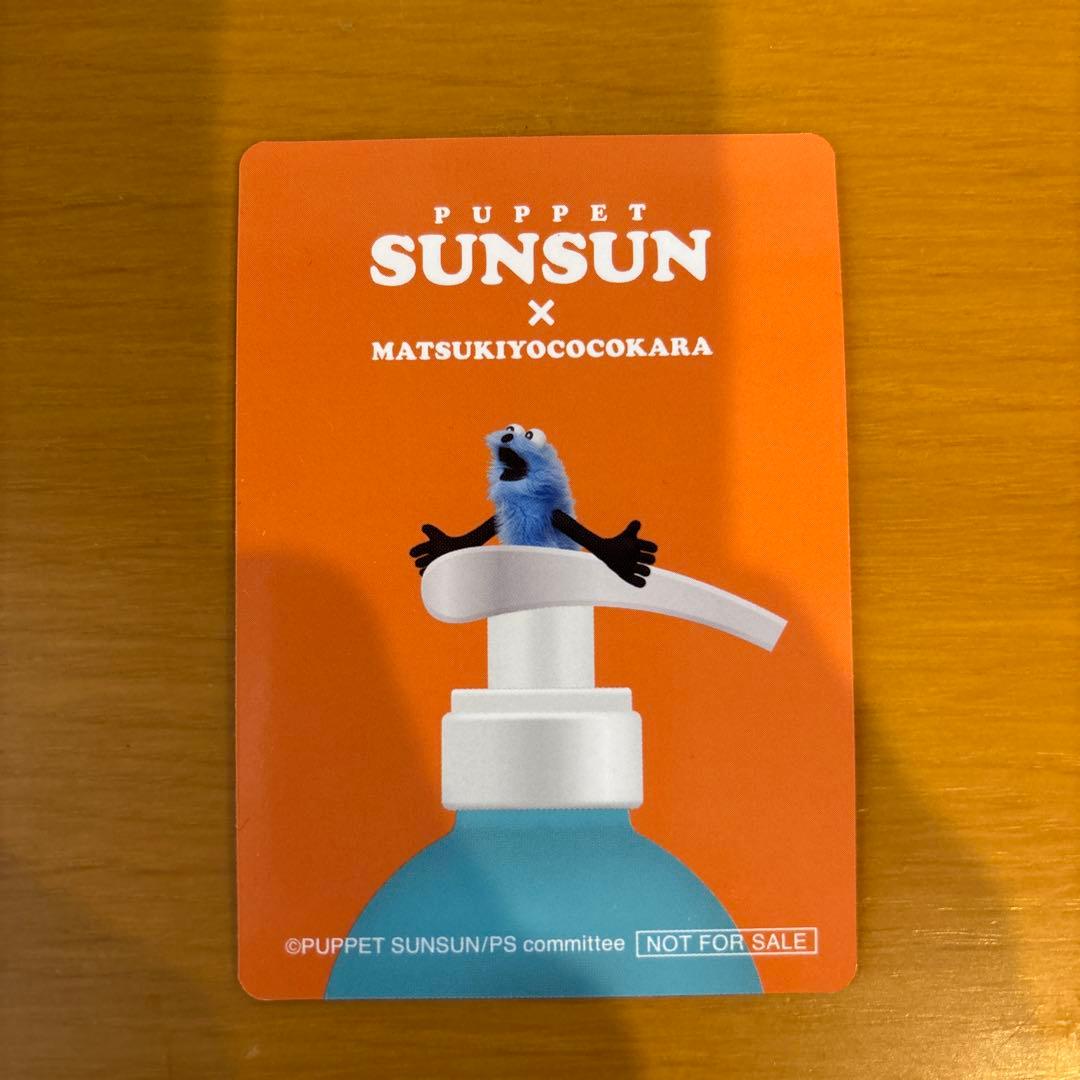 PUPPET
SUNSUN
×
MATSUKIYOCOCOKARA
©PUPPET SUNSUN/PS committee NOT FOR SALE